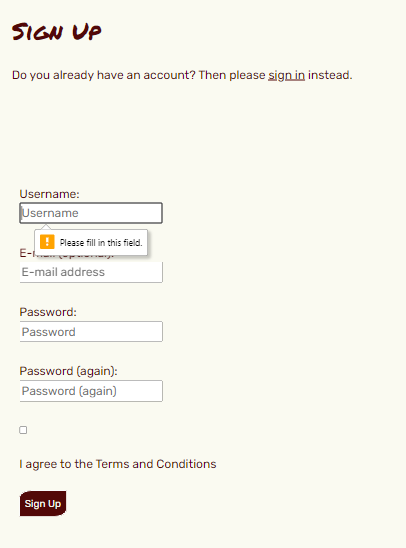 Sign Up
Do you already have an account? Then please sign in instead.
Username:
Username
Please fill in this field.
E-mail (optional):
E-mail address
Password:
Password
Password (again):
Password (again)
I agree to the Terms and Conditions
Sign Up